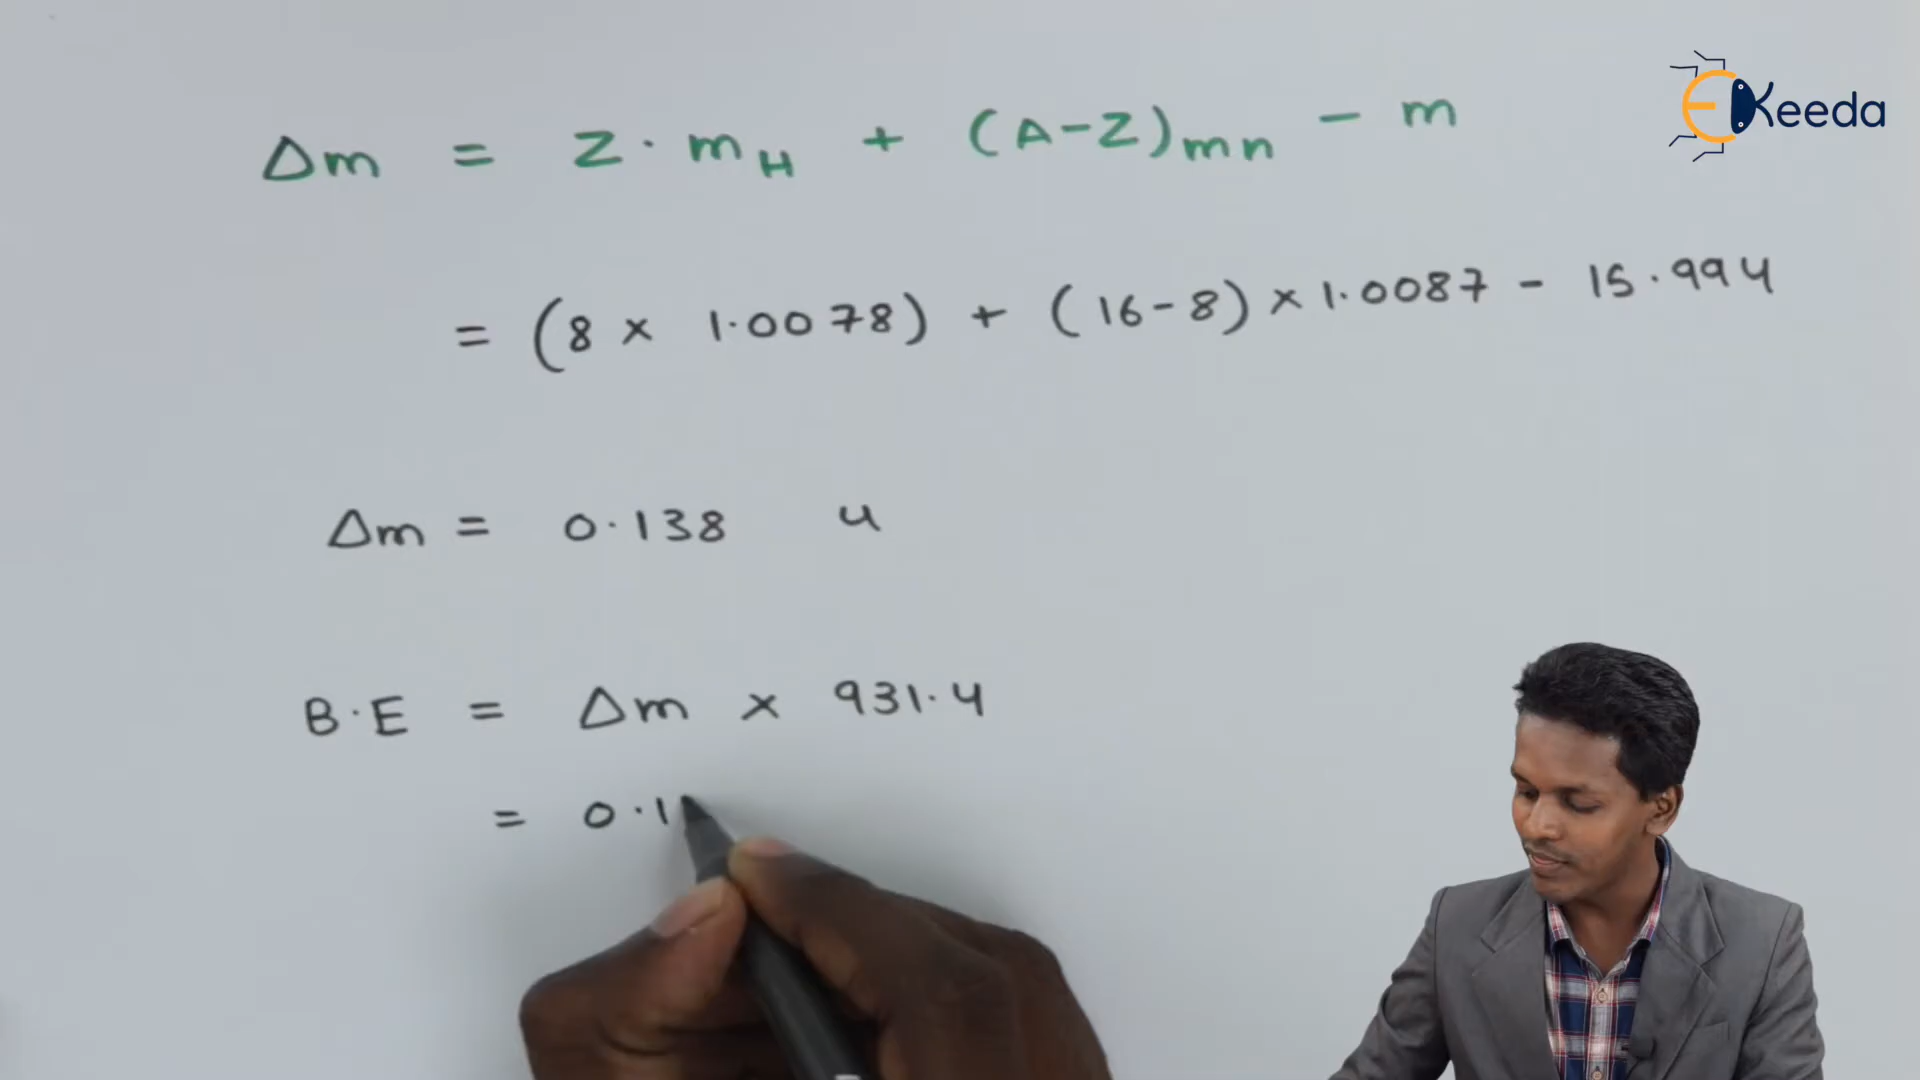 EKeeda
Δm = Z · mH + (A-Z)mn - m
= (8 × 1.0078) + (16-8) × 1.0087 - 15.994
Δm = 0.138 u
B·E = Δm × 931.4
= 0.1